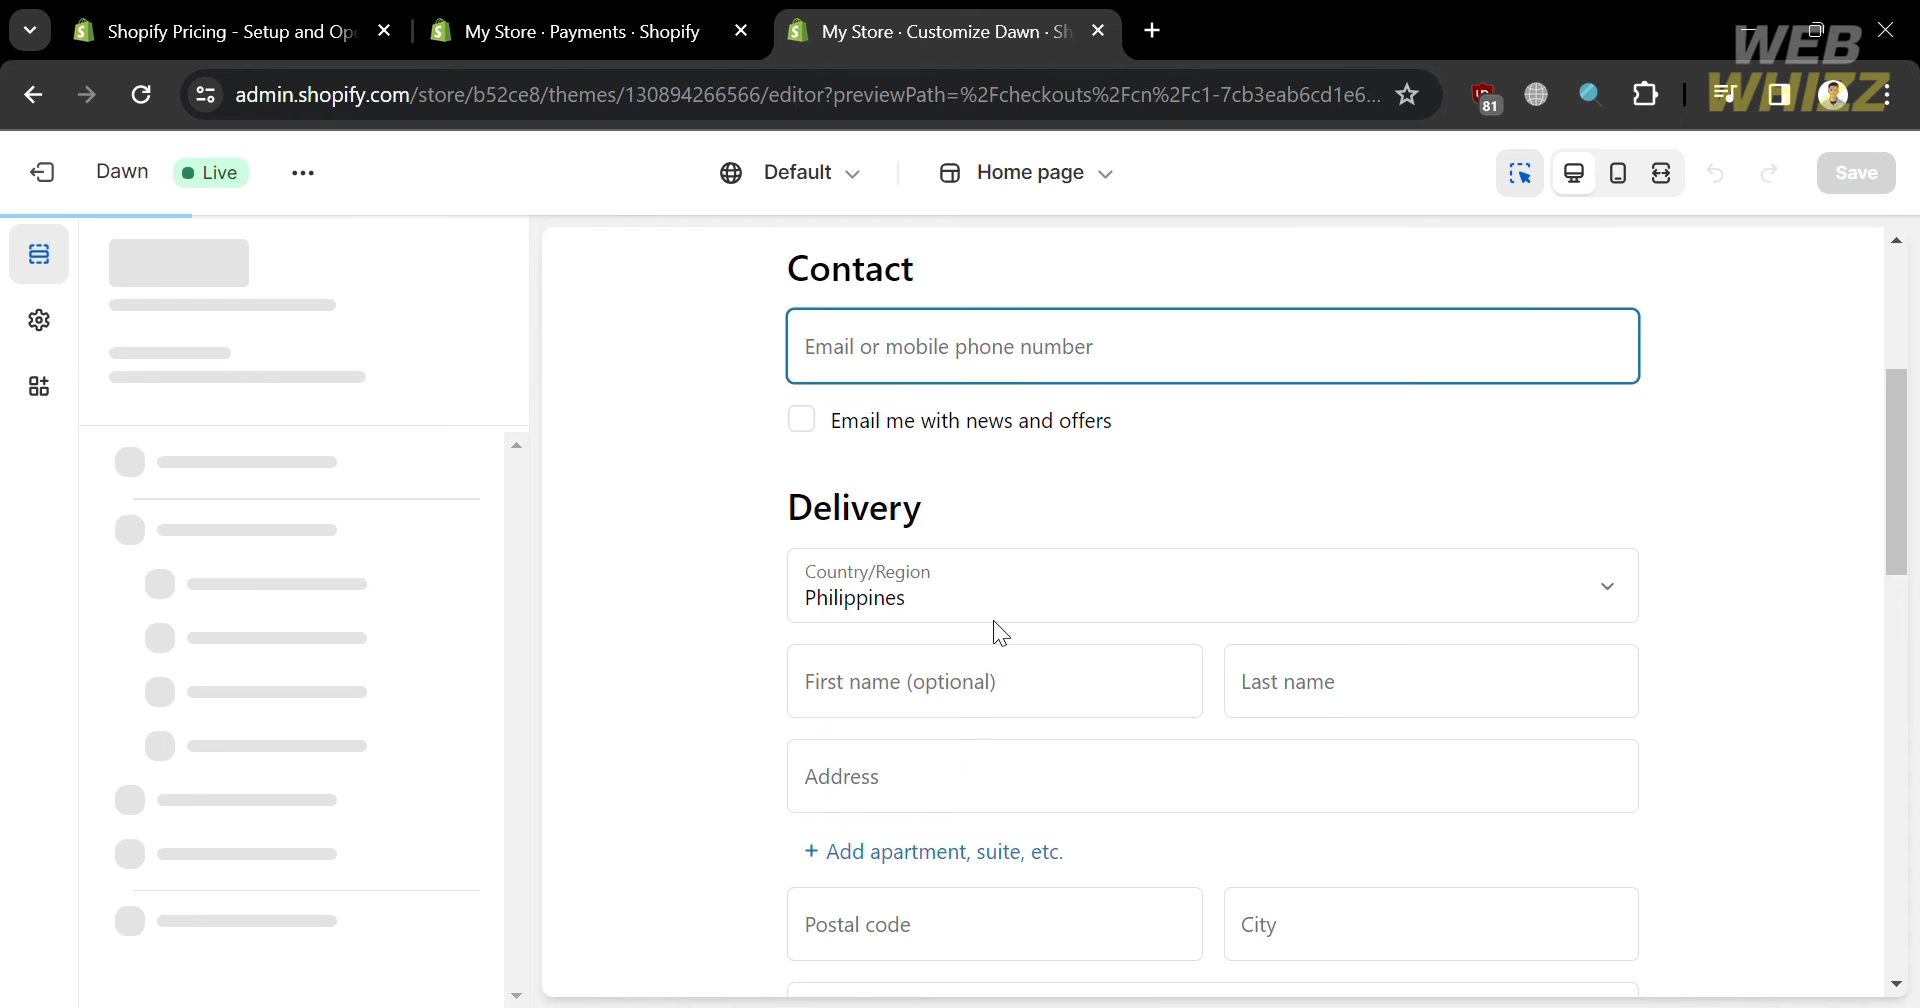 Shopify Pricing - Setup and Ope
My Store · Payments · Shopify
My Store · Customize Dawn · Sh
WEB
WHIZZ
admin.shopify.com/store/b52ce8/themes/130894266566/editor?previewPath=%2Fcheckouts%2Fcn%2Fc1-7cb3eab6cd1e6...
81
Dawn
Live
Default
Home page
Save
Contact
Email or mobile phone number
Email me with news and offers
Delivery
Country/Region
Philippines
First name (optional)
Last name
Address
+ Add apartment, suite, etc.
Postal code
City